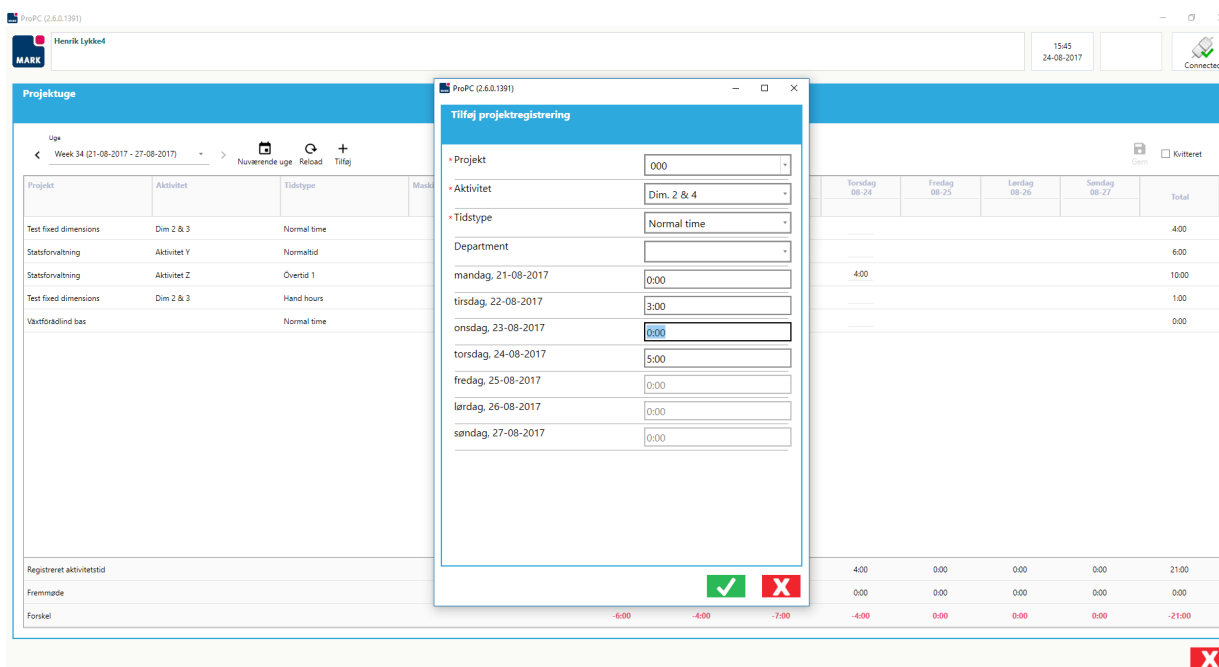 ProPC (2.6.0.1391)
MARK
Henrik Lykke4
15:45
24-08-2017
Connected
Projektuge
Uge
Week 34 (21-08-2017 - 27-08-2017)
Nuværende uge Reload Tilføj
Gem
Kvitteret
Projekt Aktivitet Tidstype Maski Torsdag 08-24 Fredag 08-25 Lørdag 08-26 Søndag 08-27 Total
Test fixed dimensions Dim 2 & 3 Normal time 4:00
Statsforvaltning Aktivitet Y Normaltid 6:00
Statsforvaltning Aktivitet Z Övertid 1 4:00 10:00
Test fixed dimensions Dim 2 & 3 Hand hours 1:00
Växtförädlind bas Normal time 0:00
Registreret aktivitetstid 4:00 0:00 0:00 0:00 21:00
Fremmøde 0:00 0:00 0:00 0:00 0:00
Forskel -6:00 -4:00 -7:00 -4:00 0:00 0:00 0:00 -21:00
ProPC (2.6.0.1391)
Tilføj projektregistrering
* Projekt 000
* Aktivitet Dim. 2 & 4
* Tidstype Normal time
Department
mandag, 21-08-2017 0:00
tirsdag, 22-08-2017 3:00
onsdag, 23-08-2017 0:00
torsdag, 24-08-2017 5:00
fredag, 25-08-2017 0:00
lørdag, 26-08-2017 0:00
søndag, 27-08-2017 0:00